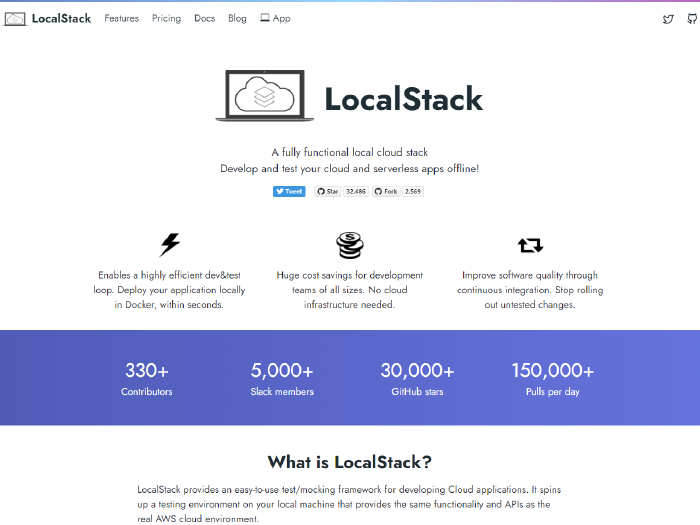 LocalStack Features Pricing Docs Blog App
LocalStack
A fully functional local cloud stack
Develop and test your cloud and serverless apps offline!
Tweet Star 32,486 Fork 2,569
Enables a highly efficient dev&test
loop. Deploy your application locally
in Docker, within seconds.
Huge cost savings for development
teams of all sizes. No cloud
infrastructure needed.
Improve software quality through
continuous integration. Stop rolling
out untested changes.
330+
Contributors
5,000+
Slack members
30,000+
GitHub stars
150,000+
Pulls per day
What is LocalStack?
LocalStack provides an easy-to-use test/mocking framework for developing Cloud applications. It spins
up a testing environment on your local machine that provides the same functionality and APIs as the
real AWS cloud environment.